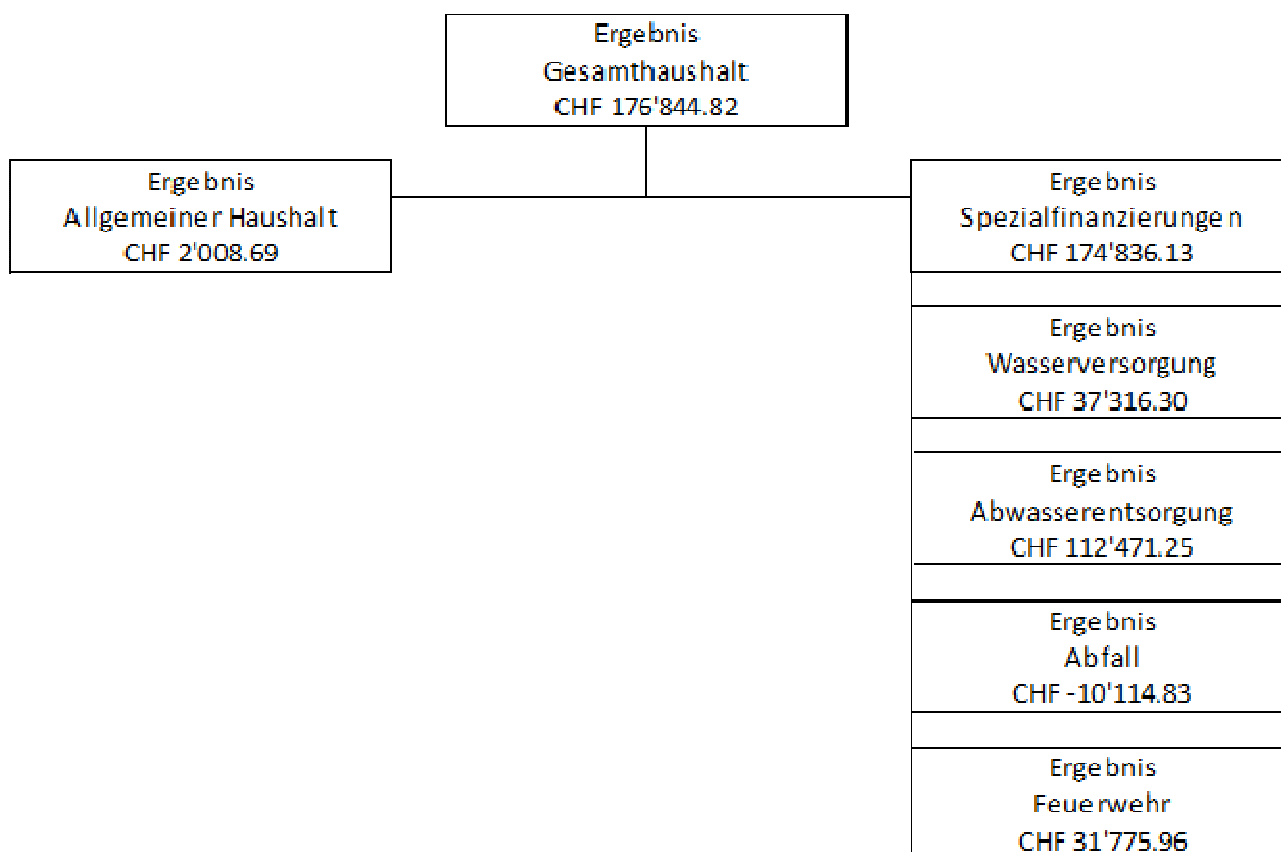 Ergebnis
Gesamthaushalt
CHF 176'844.82
Ergebnis
Allgemeiner Haushalt
CHF 2'008.69
Ergebnis
Spezialfinanzierungen
CHF 174'836.13
Ergebnis
Wasserversorgung
CHF 37'316.30
Ergebnis
Abwasserentsorgung
CHF 112'471.25
Ergebnis
Abfall
CHF -10'114.83
Ergebnis
Feuerwehr
CHF 31'775.96